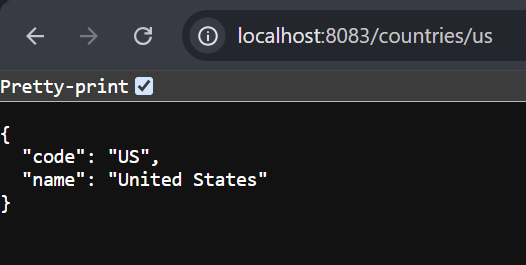 localhost:8083/countries/us
Pretty-print
{
  "code": "US",
  "name": "United States"
}